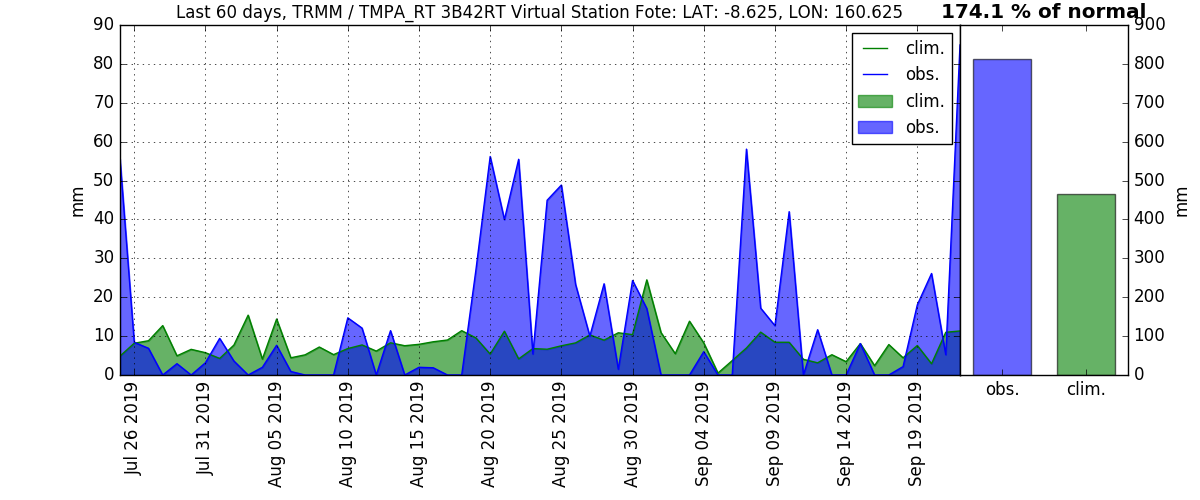 Last 60 days, TRMM / TMPA_RT 3B42RT Virtual Station Fote: LAT: -8.625, LON: 160.625
174.1 % of normal
90
80
70
60
50
40
30
20
10
0
mm
clim.
obs.
clim.
obs.
900
800
700
600
500
400
300
200
100
0
mm
obs.
clim.
Jul 26 2019
Jul 31 2019
Aug 05 2019
Aug 10 2019
Aug 15 2019
Aug 20 2019
Aug 25 2019
Aug 30 2019
Sep 04 2019
Sep 09 2019
Sep 14 2019
Sep 19 2019